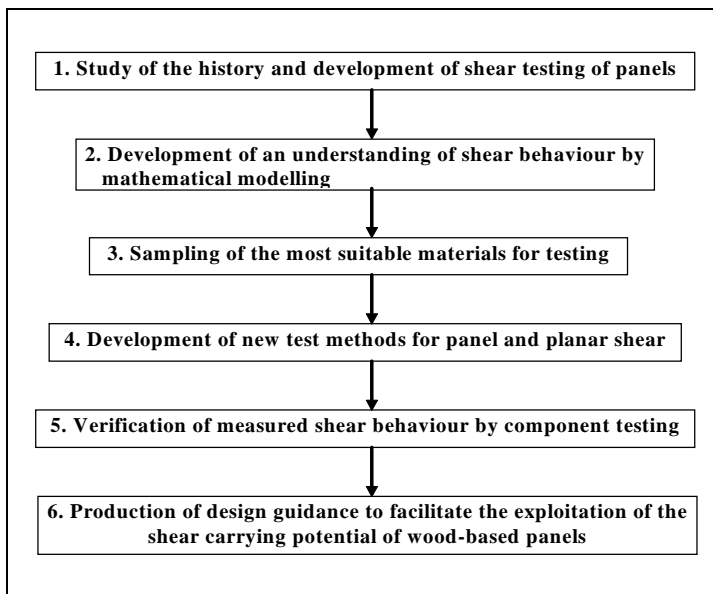 1. Study of the history and development of shear testing of panels
2. Development of an understanding of shear behaviour by
mathematical modelling
3. Sampling of the most suitable materials for testing
4. Development of new test methods for panel and planar shear
5. Verification of measured shear behaviour by component testing
6. Production of design guidance to facilitate the exploitation of the
shear carrying potential of wood-based panels